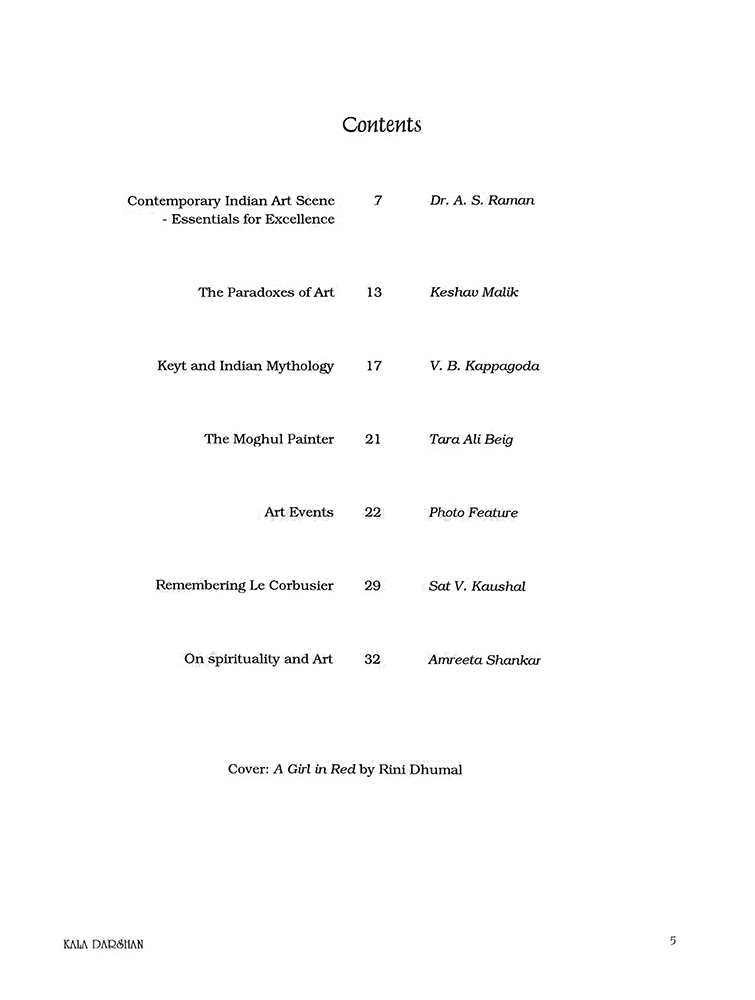 Contents
Contemporary Indian Art Scene 7 Dr. A. S. Raman
- Essentials for Excellence
The Paradoxes of Art 13 Keshav Malik
Keyt and Indian Mythology 17 V. B. Kappagoda
The Moghul Painter 21 Tara Ali Beig
Art Events 22 Photo Feature
Remembering Le Corbusier 29 Sat V. Kaushal
On spirituality and Art 32 Amreeta Shankar
Cover: A Girl in Red by Rini Dhumal
KALA DARSHAN 5